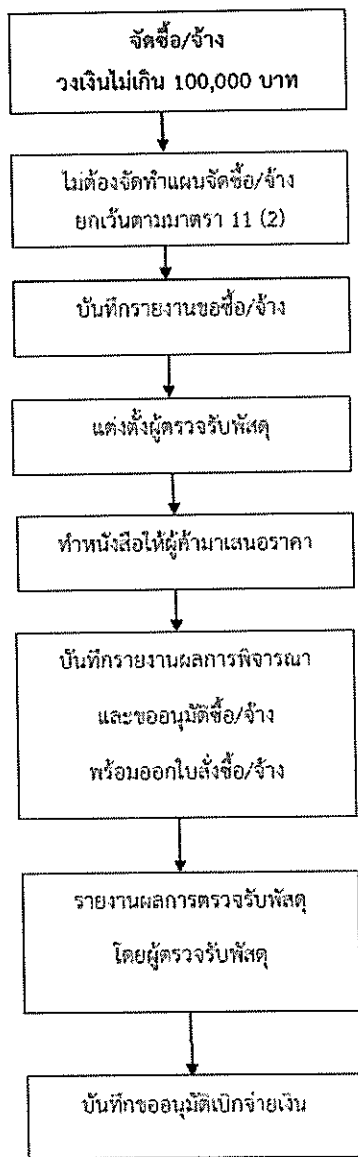 จัดซื้อ/จ้าง
วงเงินไม่เกิน 100,000 บาท
ไม่ต้องจัดทำแผนจัดซื้อ/จ้าง
ยกเว้นตามมาตรา 11 (2)
บันทึกรายงานขอซื้อ/จ้าง
แต่งตั้งผู้ตรวจรับพัสดุ
ทำหนังสือให้ผู้ค้ามาเสนอราคา
บันทึกรายงานผลการพิจารณา
และขออนุมัติซื้อ/จ้าง
พร้อมออกใบสั่งซื้อ/จ้าง
รายงานผลการตรวจรับพัสดุ
โดยผู้ตรวจรับพัสดุ
บันทึกขออนุมัติเบิกจ่ายเงิน